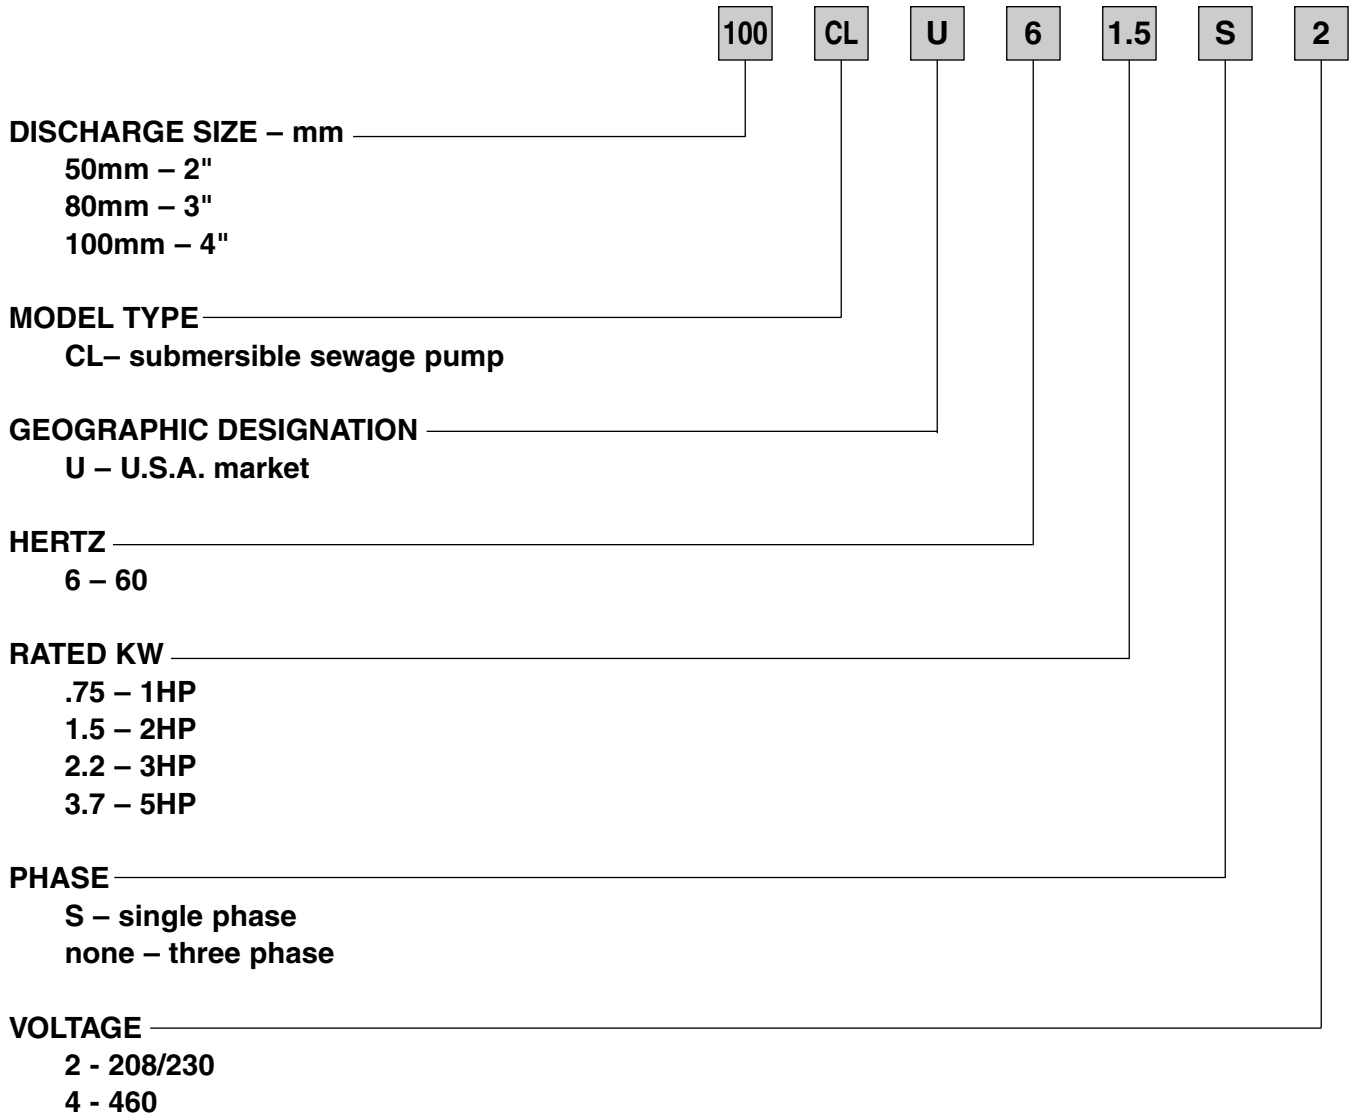 100 CL U 6 1.5 S 2
DISCHARGE SIZE – mm
50mm – 2"
80mm – 3"
100mm – 4"
MODEL TYPE
CL– submersible sewage pump
GEOGRAPHIC DESIGNATION
U – U.S.A. market
HERTZ
6 – 60
RATED KW
.75 – 1HP
1.5 – 2HP
2.2 – 3HP
3.7 – 5HP
PHASE
S – single phase
none – three phase
VOLTAGE
2 - 208/230
4 - 460